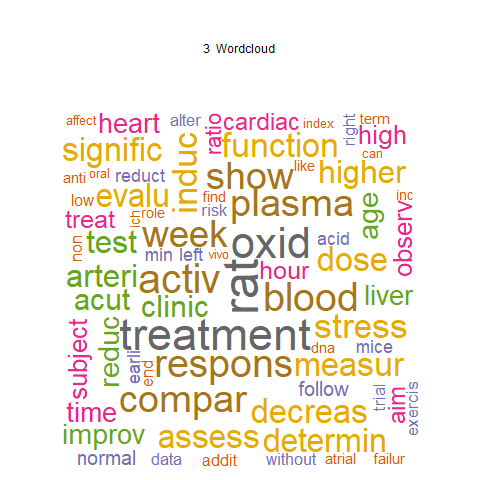 3 Wordcloud
affect
heart
alter
ratio
cardiac
index
right
term
high
signific
induc
function
can
anti
oral
reduct
show
like
higher
low
evalu
find
risk
plasma
age
inc
observ
treat
ich
role
week
oxid
acid
non
test
min
left
vivo
rat
hour
dose
arteri
activ
blood
liver
acut
clinic
stress
treatment
subject
reduc
earli
end
respons
dna
mice
measur
time
compar
follow
trial
aim
exercis
decreas
improv
assess
determin
normal
data
addit
without
atrial
failur